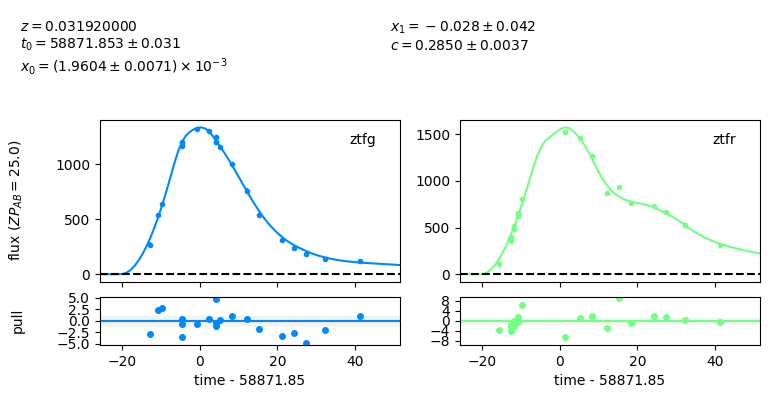 z = 0.031920000
t₀ = 58871.853 ± 0.031
x₀ = (1.9604 ± 0.0071) × 10⁻³
x₁ = −0.028 ± 0.042
c = 0.2850 ± 0.0037
flux (ZP_AB = 25.0)
1000
500
0
ztfg
1500
1000
500
0
ztfr
pull
5.0
2.5
0.0
−2.5
−5.0
−20 0 20 40
time - 58871.85
8
4
0
−4
−8
−20 0 20 40
time - 58871.85